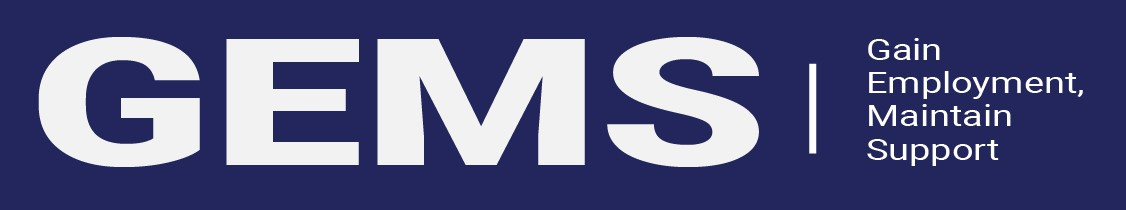 GEMS
Gain
Employment,
Maintain
Support